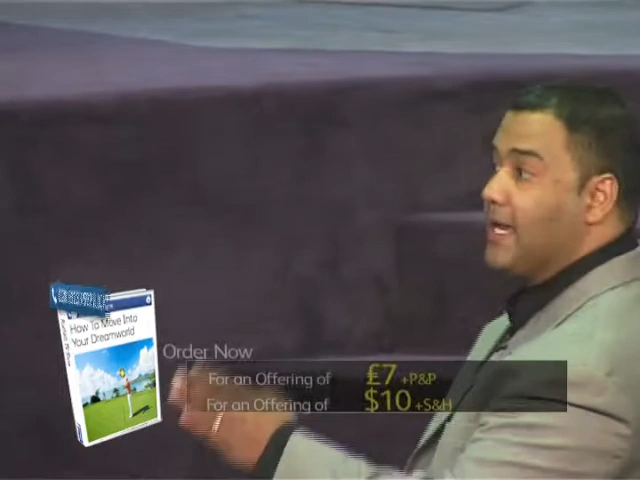 How To Move Into
Your Dreamworld
Order Now
For an Offering of £7 +P&P
For an Offering of $10 +S&H